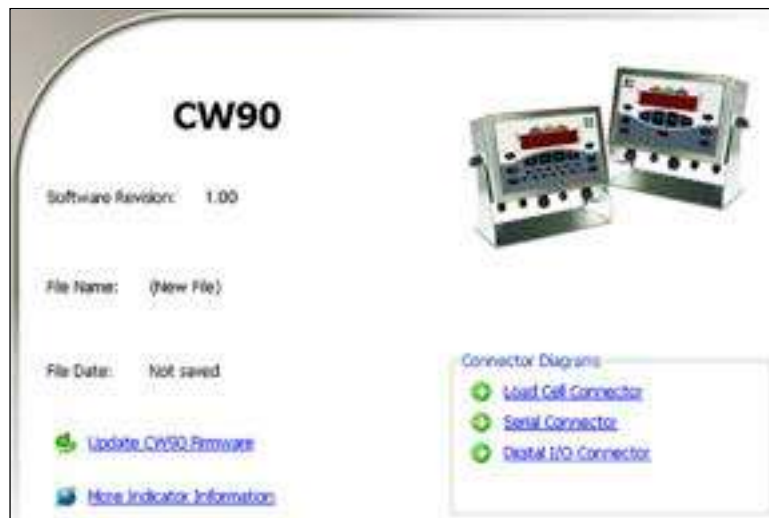 CW90
Software Revision: 1.00
File Name: (New File)
File Date: Not saved
Update CW90 Firmware
More Indicator Information
Connector Diagrams
Load Cell Connector
Serial Connector
Digital I/O Connector